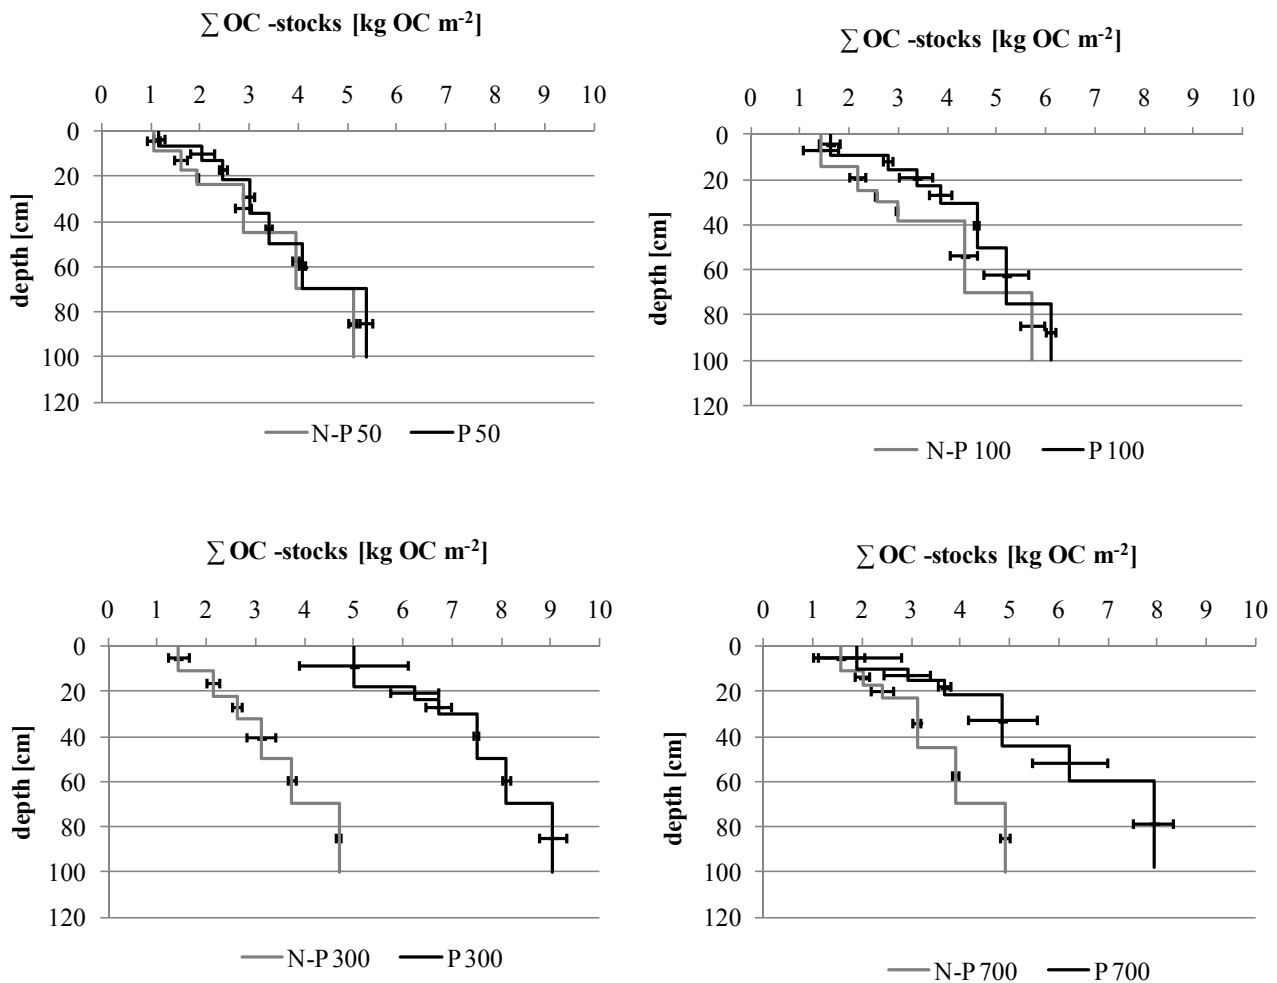 ∑OC -stocks [kg OC m-2]
0 1 2 3 4 5 6 7 8 9 10
0
20
40
60
80
100
120
depth [cm]
N-P 50 P 50
∑OC -stocks [kg OC m-2]
0 1 2 3 4 5 6 7 8 9 10
0
20
40
60
80
100
120
depth [cm]
N-P 100 P 100
∑OC -stocks [kg OC m-2]
0 1 2 3 4 5 6 7 8 9 10
0
20
40
60
80
100
120
depth [cm]
N-P 300 P 300
∑OC -stocks [kg OC m-2]
0 1 2 3 4 5 6 7 8 9 10
0
20
40
60
80
100
120
depth [cm]
N-P 700 P 700